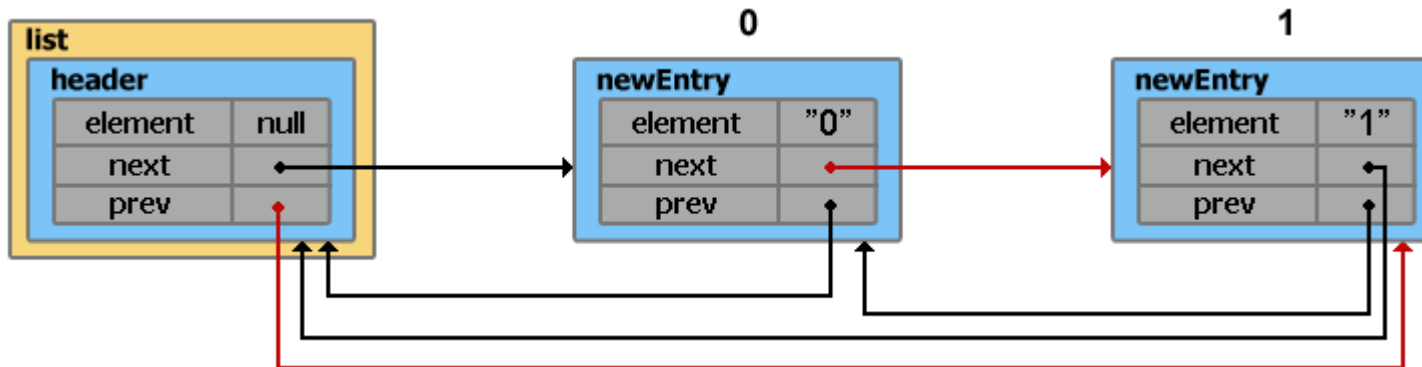 0 1
list
header
element null
next
prev
newEntry
element ”0”
next
prev
newEntry
element ”1”
next
prev